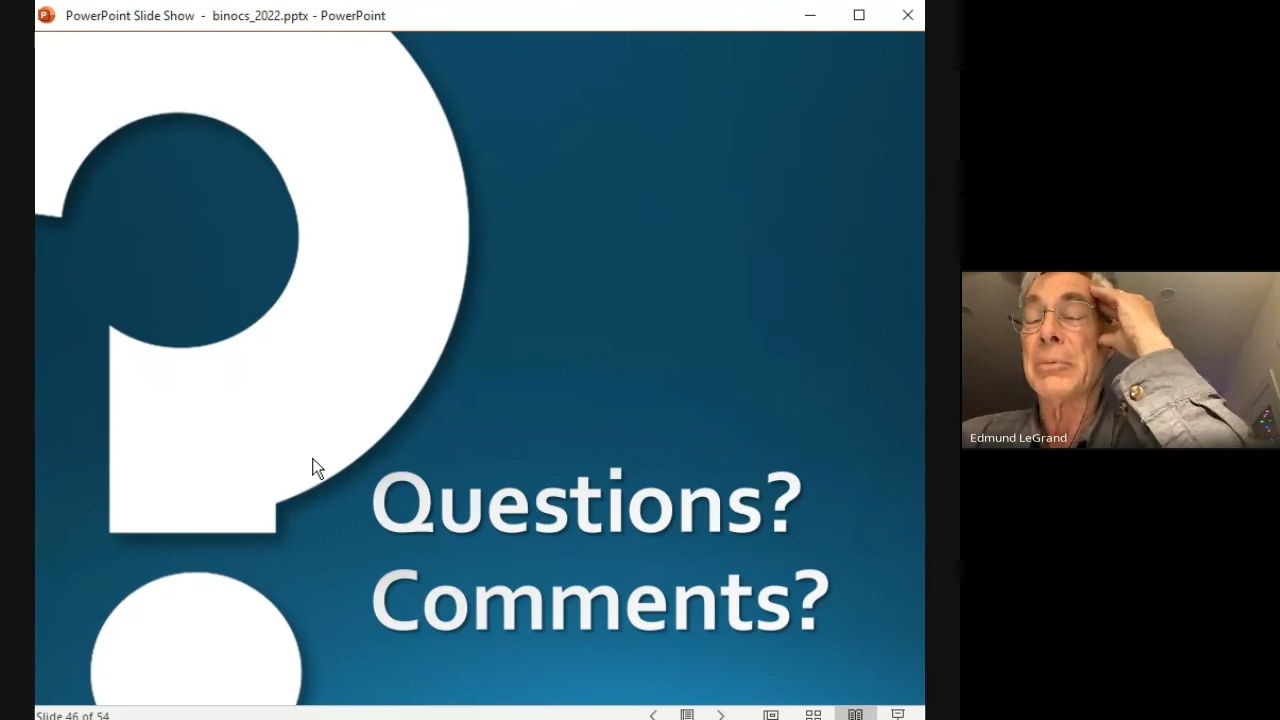 PowerPoint Slide Show - binocs_2022.pptx - PowerPoint
Questions?
Comments?
Edmund LeGrand
Slide 46 of 54